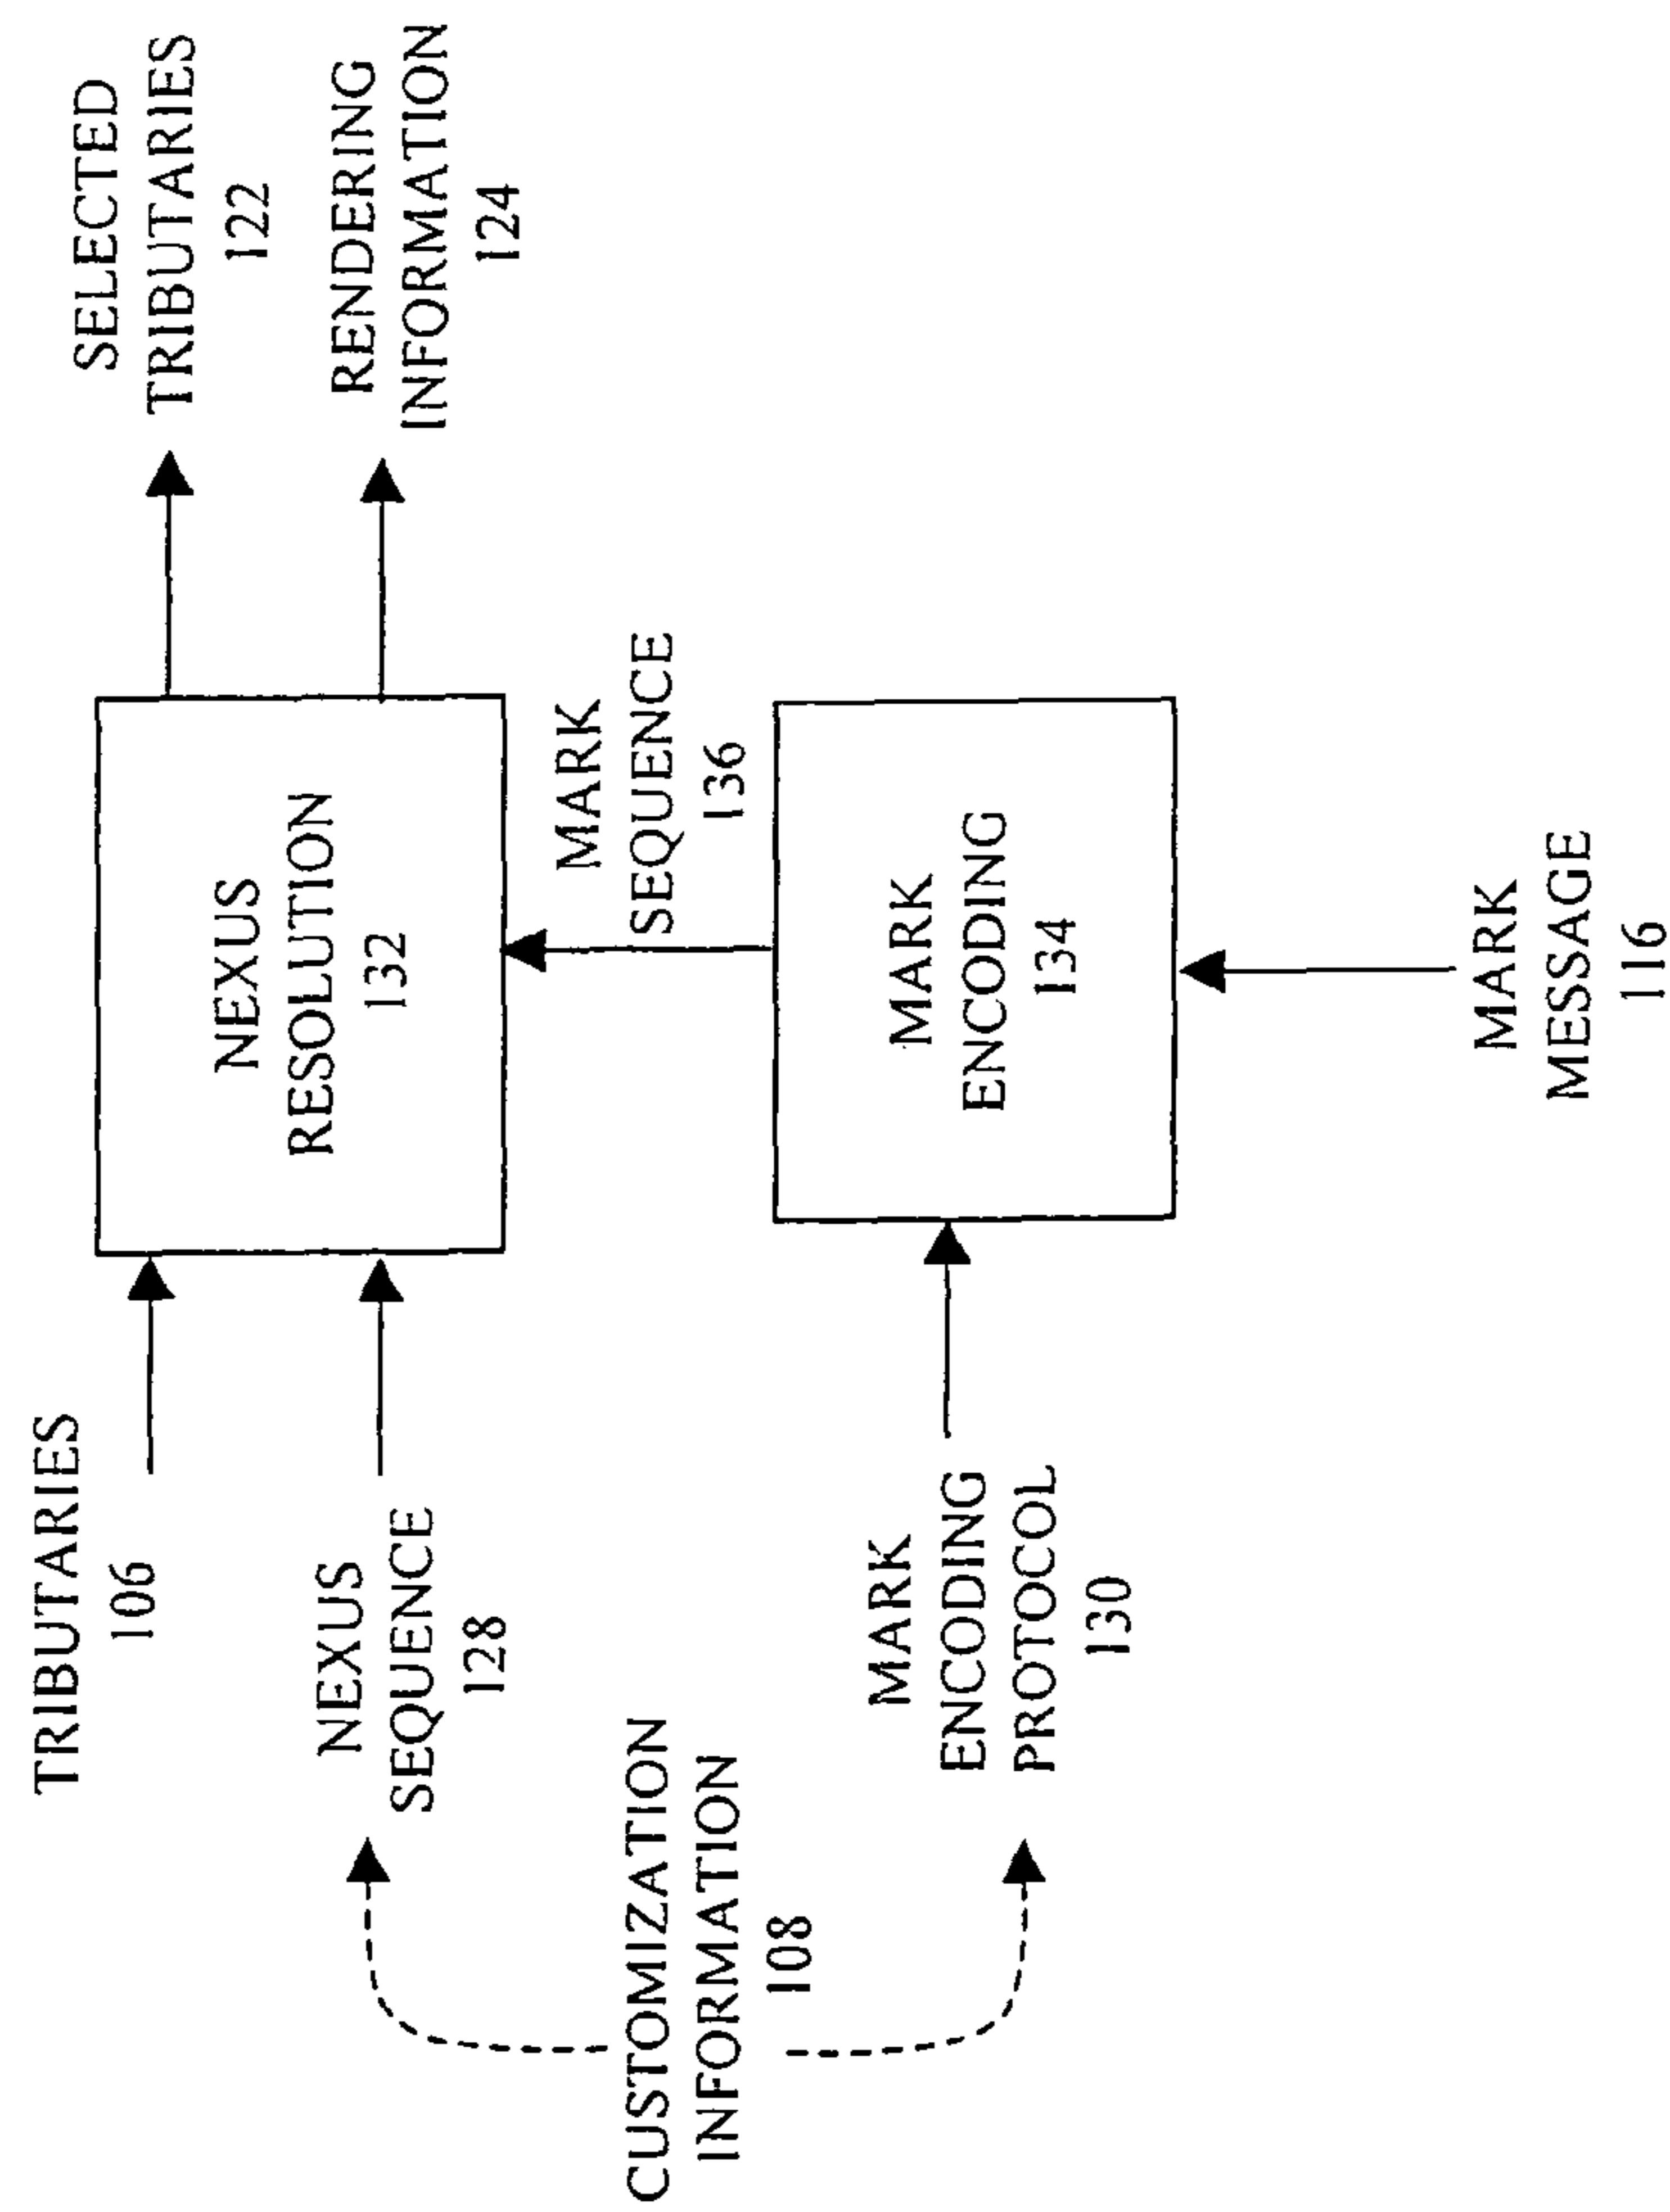 TRIBUTARIES
106
NEXUS
SEQUENCE
128
CUSTOMIZATION
INFORMATION
108
MARK
ENCODING
PROTOCOL
130
NEXUS
RESOLUTION
132
MARK
SEQUENCE
136
MARK
ENCODING
134
MARK
MESSAGE
116
SELECTED
TRIBUTARIES
122
RENDERING
INFORMATION
124